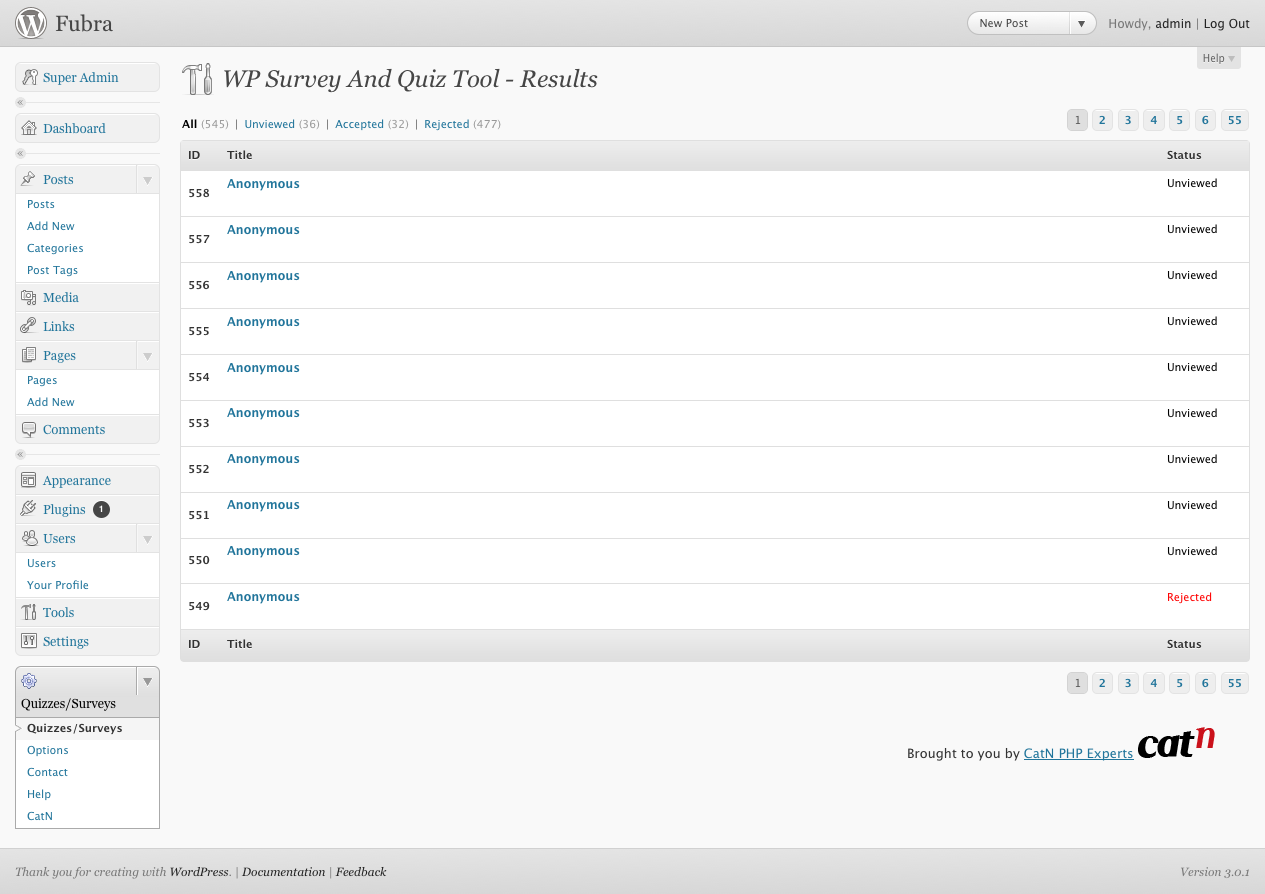 Fubra
New Post ▼ Howdy, admin | Log Out
Help
Super Admin
Dashboard
Posts
Posts
Add New
Categories
Post Tags
Media
Links
Pages
Pages
Add New
Comments
Appearance
Plugins 1
Users
Users
Your Profile
Tools
Settings
Quizzes/Surveys
Quizzes/Surveys
Options
Contact
Help
CatN
WP Survey And Quiz Tool - Results
All (545) | Unviewed (36) | Accepted (32) | Rejected (477)
1 2 3 4 5 6 55
ID Title Status
558 Anonymous Unviewed
557 Anonymous Unviewed
556 Anonymous Unviewed
555 Anonymous Unviewed
554 Anonymous Unviewed
553 Anonymous Unviewed
552 Anonymous Unviewed
551 Anonymous Unviewed
550 Anonymous Unviewed
549 Anonymous Rejected
ID Title Status
1 2 3 4 5 6 55
Brought to you by CatN PHP Experts catn
Thank you for creating with WordPress. | Documentation | Feedback
Version 3.0.1